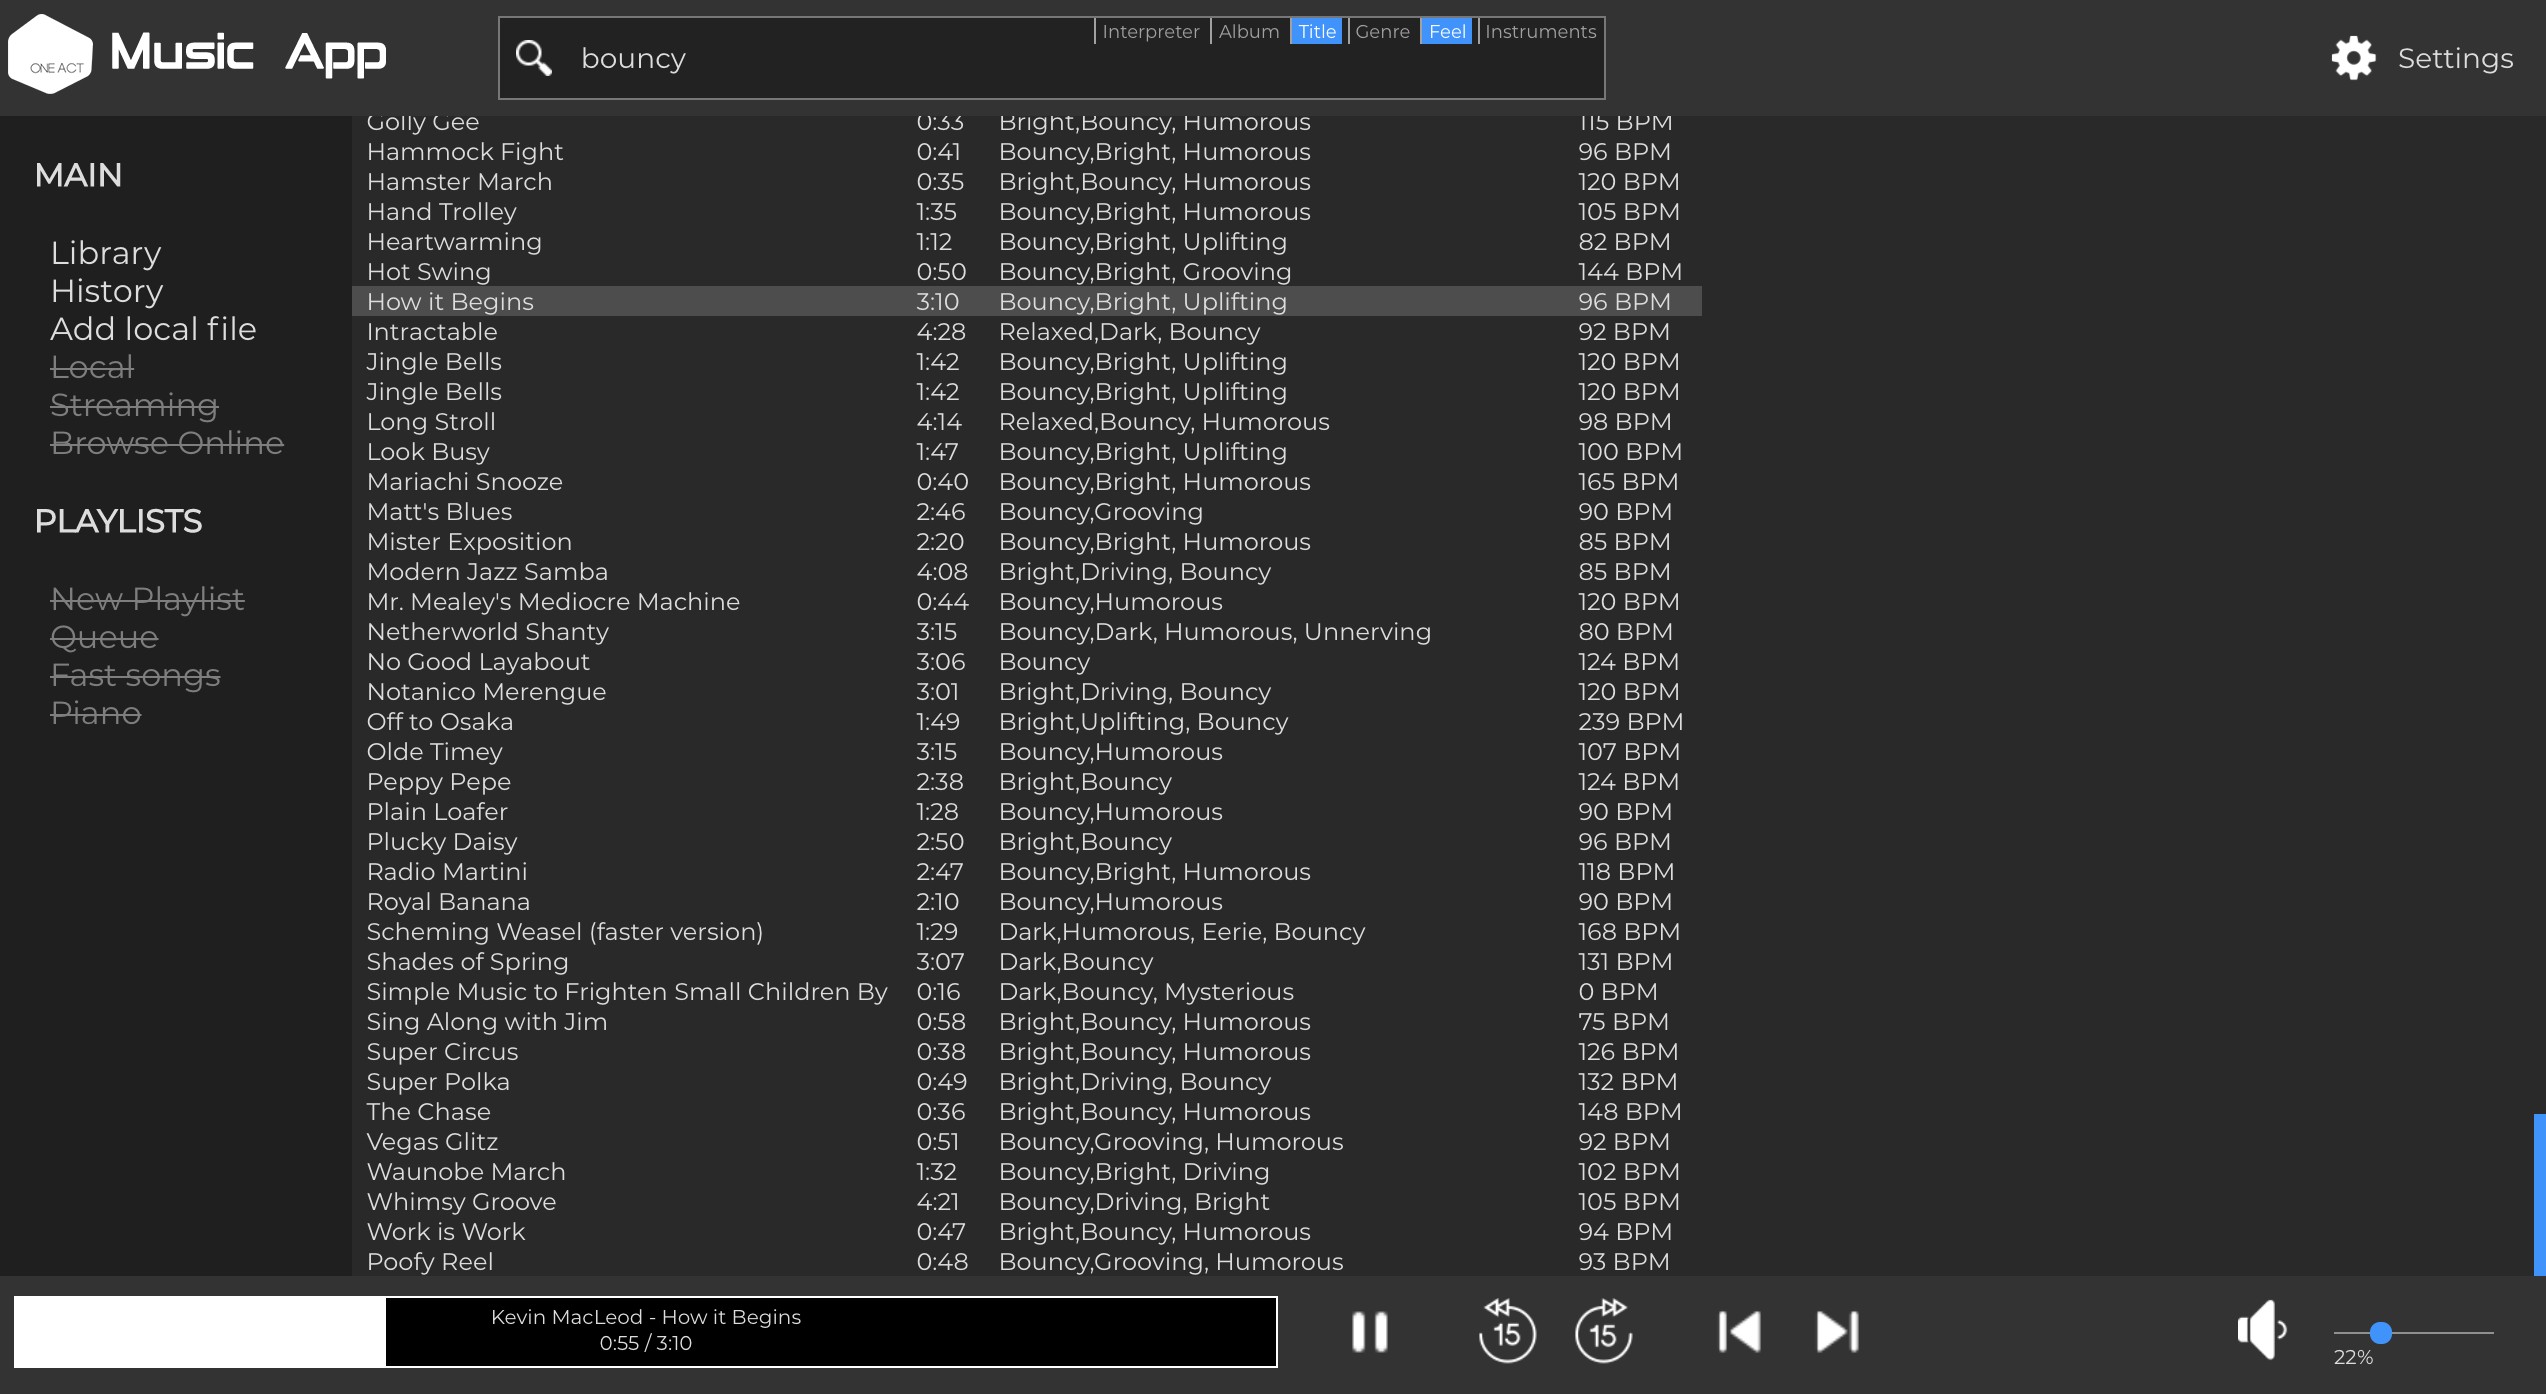 ONE ACT Music App
bouncy
Interpreter Album Title Genre Feel Instruments
Settings
MAIN
Library
History
Add local file
Local
Streaming
Browse Online
PLAYLISTS
New Playlist
Queue
Fast songs
Piano
Golly Gee 0:33 Bright,Bouncy, Humorous 115 BPM
Hammock Fight 0:41 Bouncy,Bright, Humorous 96 BPM
Hamster March 0:35 Bright,Bouncy, Humorous 120 BPM
Hand Trolley 1:35 Bouncy,Bright, Humorous 105 BPM
Heartwarming 1:12 Bouncy,Bright, Uplifting 82 BPM
Hot Swing 0:50 Bouncy,Bright, Grooving 144 BPM
How it Begins 3:10 Bouncy,Bright, Uplifting 96 BPM
Intractable 4:28 Relaxed,Dark, Bouncy 92 BPM
Jingle Bells 1:42 Bouncy,Bright, Uplifting 120 BPM
Jingle Bells 1:42 Bouncy,Bright, Uplifting 120 BPM
Long Stroll 4:14 Relaxed,Bouncy, Humorous 98 BPM
Look Busy 1:47 Bouncy,Bright, Uplifting 100 BPM
Mariachi Snooze 0:40 Bouncy,Bright, Humorous 165 BPM
Matt's Blues 2:46 Bouncy,Grooving 90 BPM
Mister Exposition 2:20 Bouncy,Bright, Humorous 85 BPM
Modern Jazz Samba 4:08 Bright,Driving, Bouncy 85 BPM
Mr. Mealey's Mediocre Machine 0:44 Bouncy,Humorous 120 BPM
Netherworld Shanty 3:15 Bouncy,Dark, Humorous, Unnerving 80 BPM
No Good Layabout 3:06 Bouncy 124 BPM
Notanico Merengue 3:01 Bright,Driving, Bouncy 120 BPM
Off to Osaka 1:49 Bright,Uplifting, Bouncy 239 BPM
Olde Timey 3:15 Bouncy,Humorous 107 BPM
Peppy Pepe 2:38 Bright,Bouncy 124 BPM
Plain Loafer 1:28 Bouncy,Humorous 90 BPM
Plucky Daisy 2:50 Bright,Bouncy 96 BPM
Radio Martini 2:47 Bouncy,Bright, Humorous 118 BPM
Royal Banana 2:10 Bouncy,Humorous 90 BPM
Scheming Weasel (faster version) 1:29 Dark,Humorous, Eerie, Bouncy 168 BPM
Shades of Spring 3:07 Dark,Bouncy 131 BPM
Simple Music to Frighten Small Children By 0:16 Dark,Bouncy, Mysterious 0 BPM
Sing Along with Jim 0:58 Bright,Bouncy, Humorous 75 BPM
Super Circus 0:38 Bright,Bouncy, Humorous 126 BPM
Super Polka 0:49 Bright,Driving, Bouncy 132 BPM
The Chase 0:36 Bright,Bouncy, Humorous 148 BPM
Vegas Glitz 0:51 Bouncy,Grooving, Humorous 92 BPM
Waunobe March 1:32 Bouncy,Bright, Driving 102 BPM
Whimsy Groove 4:21 Bouncy,Driving, Bright 105 BPM
Work is Work 0:47 Bright,Bouncy, Humorous 94 BPM
Poofy Reel 0:48 Bouncy,Grooving, Humorous 93 BPM
Kevin MacLeod - How it Begins
0:55 / 3:10
15 15
22%